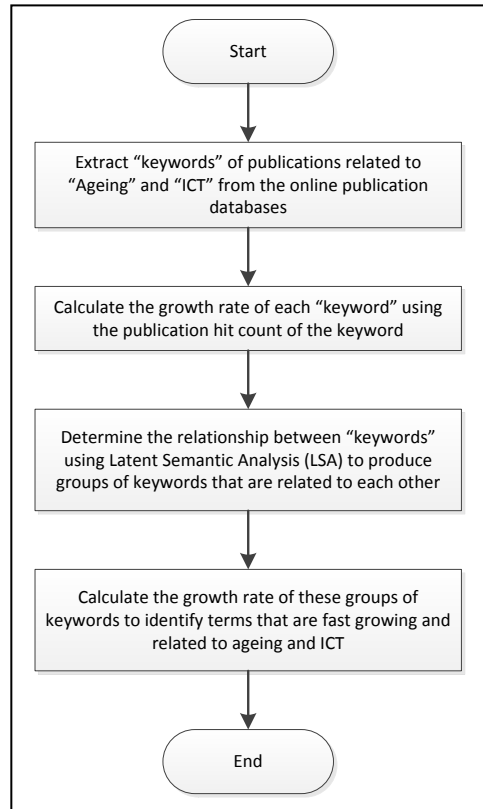 Start
Extract “keywords” of publications related to
“Ageing” and “ICT” from the online publication
databases
Calculate the growth rate of each “keyword” using
the publication hit count of the keyword
Determine the relationship between “keywords”
using Latent Semantic Analysis (LSA) to produce
groups of keywords that are related to each other
Calculate the growth rate of these groups of
keywords to identify terms that are fast growing and
related to ageing and ICT
End